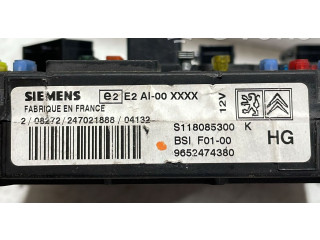 SIEMENS e2 E2 AI-00 XXXX
FABRIQUE EN FRANCE
12V
2/08272/247021888/04132
S118085300 K
BSI F01-00 HG
9652474380